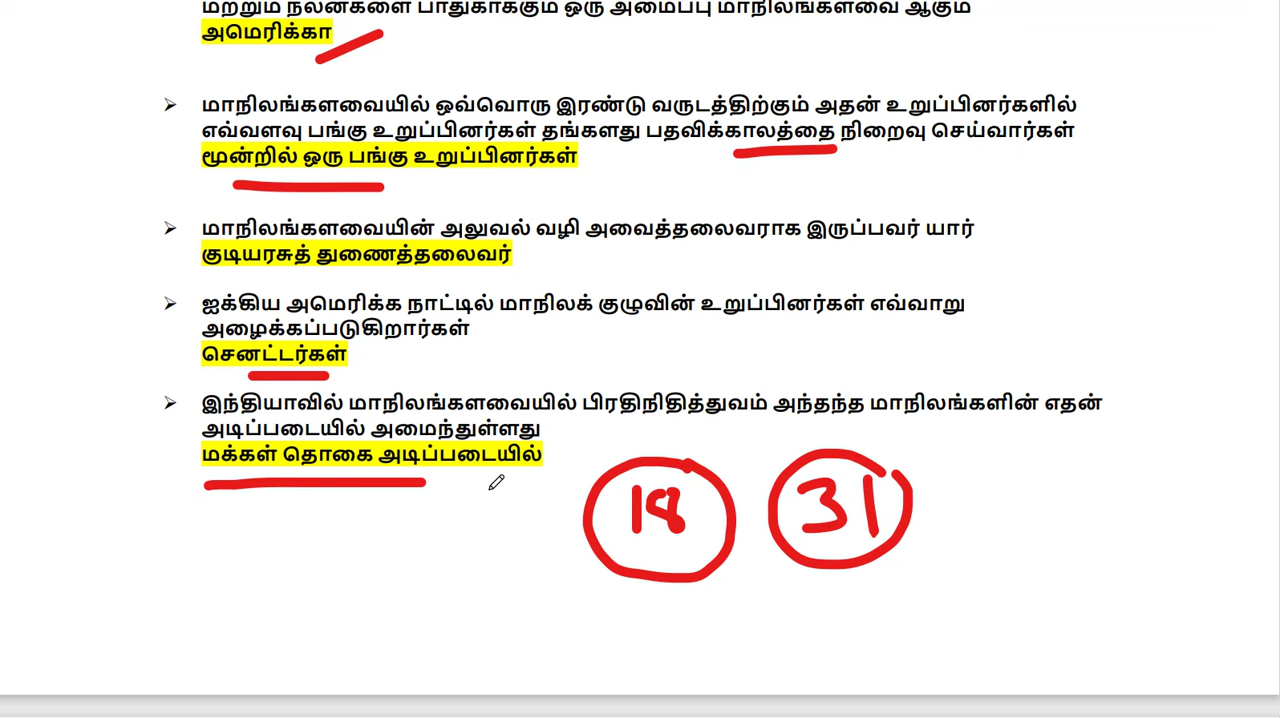 மற்றும் நலன்களை பாதுகாக்கும் ஒரு அமைப்பு மாநிலங்களவை ஆகும்
அமெரிக்கா
➢ மாநிலங்களவையில் ஒவ்வொரு இரண்டு வருடத்திற்கும் அதன் உறுப்பினர்களில்
எவ்வளவு பங்கு உறுப்பினர்கள் தங்களது பதவிக்காலத்தை நிறைவு செய்வார்கள்
மூன்றில் ஒரு பங்கு உறுப்பினர்கள்
➢ மாநிலங்களவையின் அலுவல் வழி அவைத்தலைவராக இருப்பவர் யார்
குடியரசுத் துணைத்தலைவர்
➢ ஐக்கிய அமெரிக்க நாட்டில் மாநிலக் குழுவின் உறுப்பினர்கள் எவ்வாறு
அழைக்கப்படுகிறார்கள்
செனட்டர்கள்
➢ இந்தியாவில் மாநிலங்களவையில் பிரதிநிதித்துவம் அந்தந்த மாநிலங்களின் எதன்
அடிப்படையில் அமைந்துள்ளது
மக்கள் தொகை அடிப்படையில்
18 31